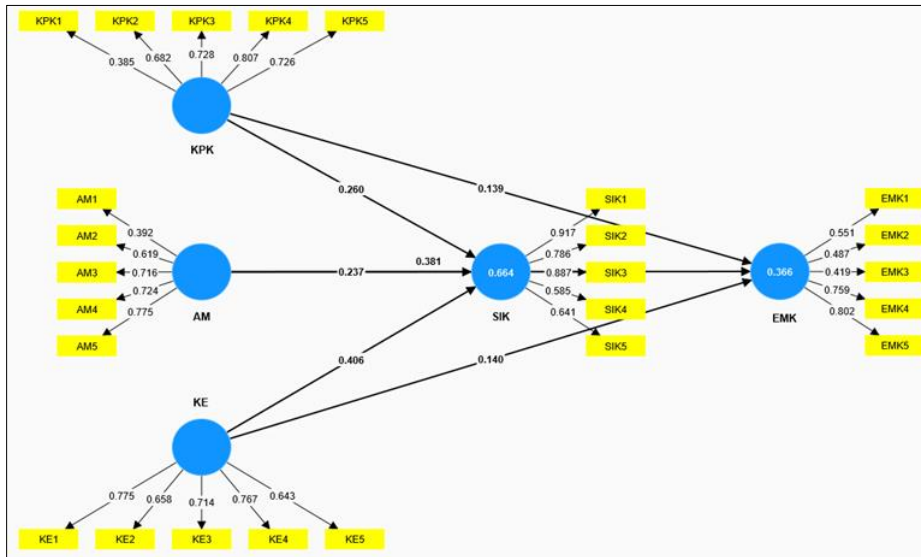 KPK1 KPK2 KPK3 KPK4 KPK5
0.385 0.682 0.728 0.807 0.726
KPK
0.260
0.139
AM1
AM2
AM3
AM4
AM5
0.392
0.619
0.716
0.724
0.775
AM
0.237
0.381
SIK1
SIK2
SIK3
SIK4
SIK5
0.917
0.786
0.887
0.585
0.641
0.664
SIK
EMK1
EMK2
EMK3
EMK4
EMK5
0.551
0.487
0.419
0.759
0.802
0.366
EMK
0.406
0.140
KE
0.775 0.658 0.714 0.767 0.643
KE1 KE2 KE3 KE4 KE5